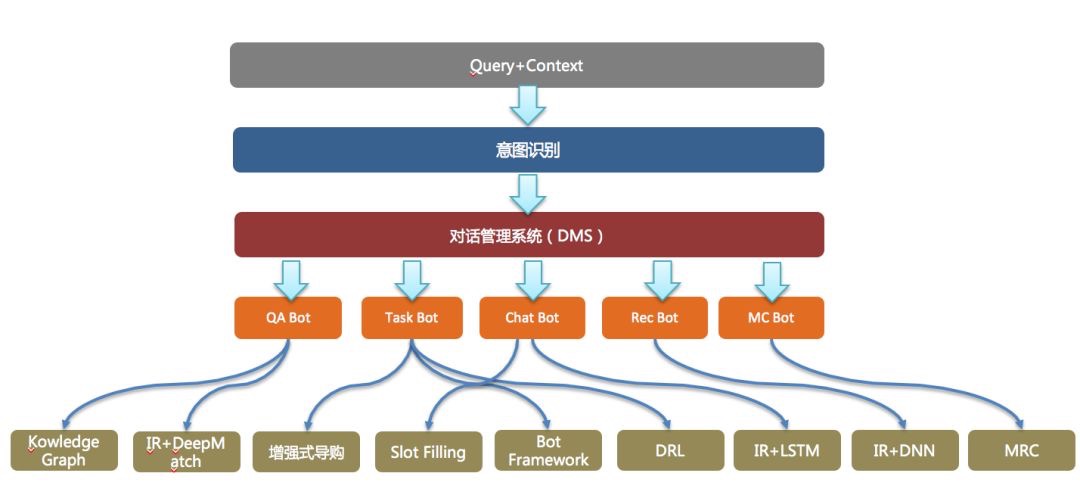 Query+Context
意图识别
对话管理系统（DMS）
QA Bot
Task Bot
Chat Bot
Rec Bot
MC Bot
Kowledge
Graph
IR+DeepM
atch
增强式导购
Slot Filling
Bot
Framework
DRL
IR+LSTM
IR+DNN
MRC